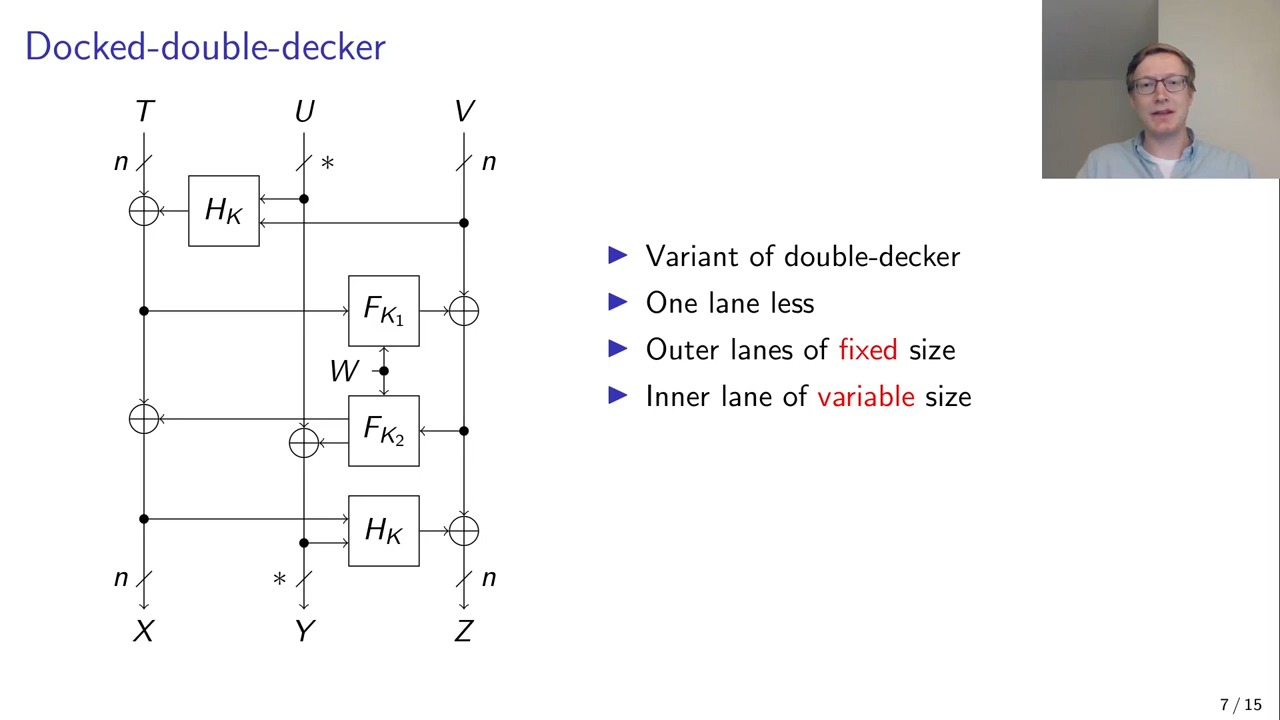 Docked-double-decker
T U V
n * n
H_K
F_{K_1}
W
F_{K_2}
H_K
n * n
X Y Z
▶ Variant of double-decker
▶ One lane less
▶ Outer lanes of fixed size
▶ Inner lane of variable size
7 / 15